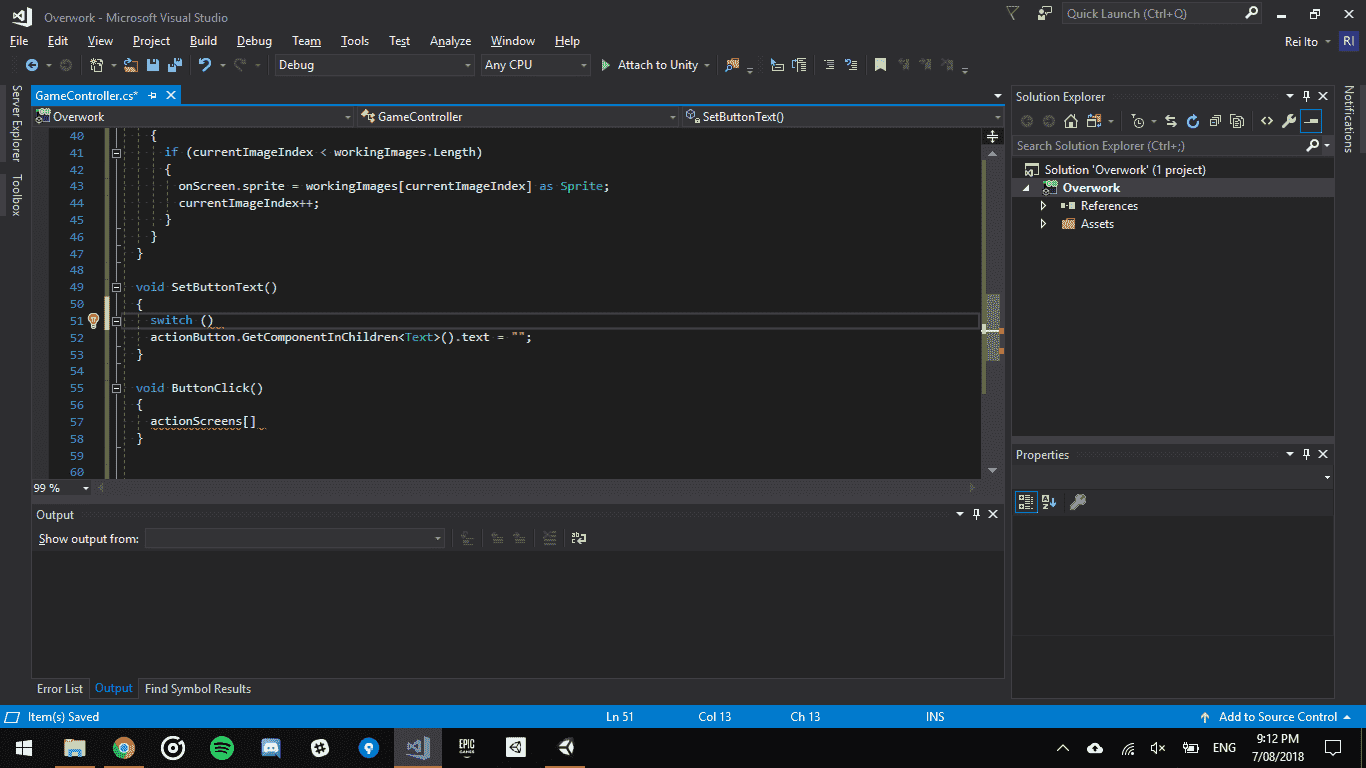 Overwork - Microsoft Visual Studio
Quick Launch (Ctrl+Q)
File Edit View Project Build Debug Team Tools Test Analyze Window Help
Rei Ito RI
Debug Any CPU Attach to Unity
Server Explorer
Toolbox
GameController.cs*
Overwork GameController SetButtonText()
40 {
41 if (currentImageIndex < workingImages.Length)
42 {
43 onScreen.sprite = workingImages[currentImageIndex] as Sprite;
44 currentImageIndex++;
45 }
46 }
47 }
48
49 void SetButtonText()
50 {
51 switch ()
52 actionButton.GetComponentInChildren<Text>().text = "";
53 }
54
55 void ButtonClick()
56 {
57 actionScreens[]
58 }
59
60
99 %
Output
Show output from:
Error List Output Find Symbol Results
Solution Explorer
Search Solution Explorer (Ctrl+;)
Solution 'Overwork' (1 project)
Overwork
References
Assets
Properties
Notifications
Item(s) Saved Ln 51 Col 13 Ch 13 INS Add to Source Control
EPIC GAMES
ENG
9:12 PM
7/08/2018